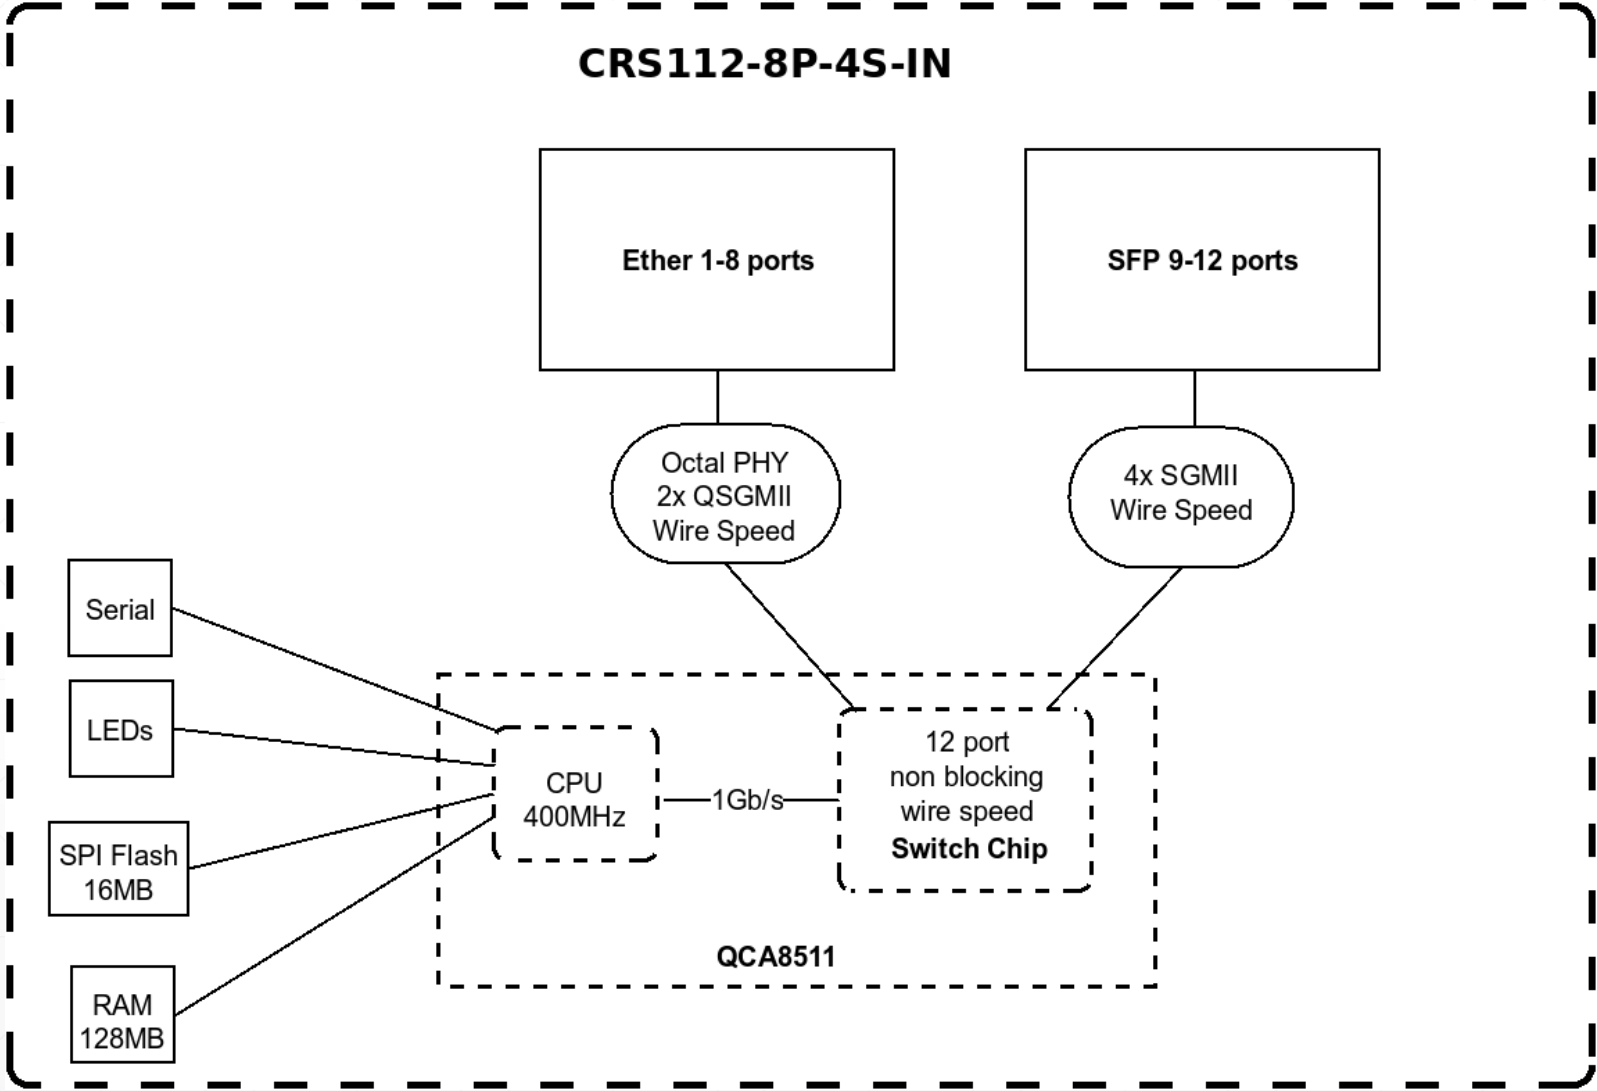 CRS112-8P-4S-IN
Ether 1-8 ports
SFP 9-12 ports
Octal PHY
2x QSGMII
Wire Speed
4x SGMII
Wire Speed
Serial
LEDs
SPI Flash
16MB
RAM
128MB
CPU
400MHz
1Gb/s
12 port
non blocking
wire speed
Switch Chip
QCA8511